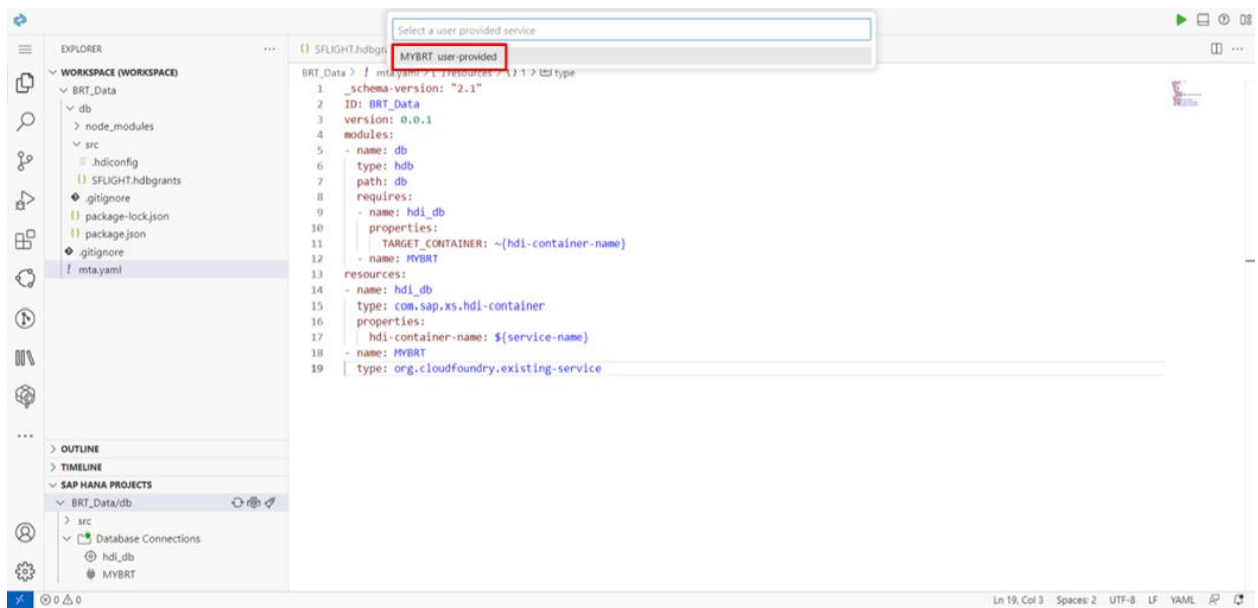 Select a user provided service
MYBRT user-provided
EXPLORER
WORKSPACE (WORKSPACE)
BRT_Data
db
node_modules
src
.hdiconfig
SFLIGHT.hdbgrants
.gitignore
package-lock.json
package.json
.gitignore
mta.yaml
OUTLINE
TIMELINE
SAP HANA PROJECTS
BRT_Data/db
src
Database Connections
hdi_db
MYBRT
BRT_Data > ! mta.yaml > [ ] resources > {} 1 > type
1 _schema-version: "2.1"
2 ID: BRT_Data
3 version: 0.0.1
4 modules:
5 - name: db
6 type: hdb
7 path: db
8 requires:
9 - name: hdi_db
10 properties:
11 TARGET_CONTAINER: ~{hdi-container-name}
12 - name: MYBRT
13 resources:
14 - name: hdi_db
15 type: com.sap.xs.hdi-container
16 properties:
17 hdi-container-name: ${service-name}
18 - name: MYBRT
19 type: org.cloudfoundry.existing-service
0 0
Ln 19, Col 3 Spaces: 2 UTF-8 LF YAML